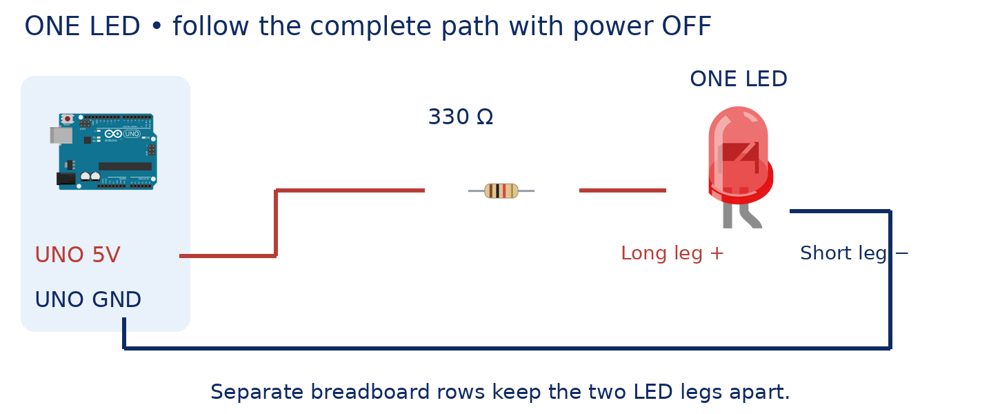 ONE LED • follow the complete path with power OFF
ONE LED
330 Ω
UNO
UNO 5V
Long leg +
Short leg −
UNO GND
Separate breadboard rows keep the two LED legs apart.